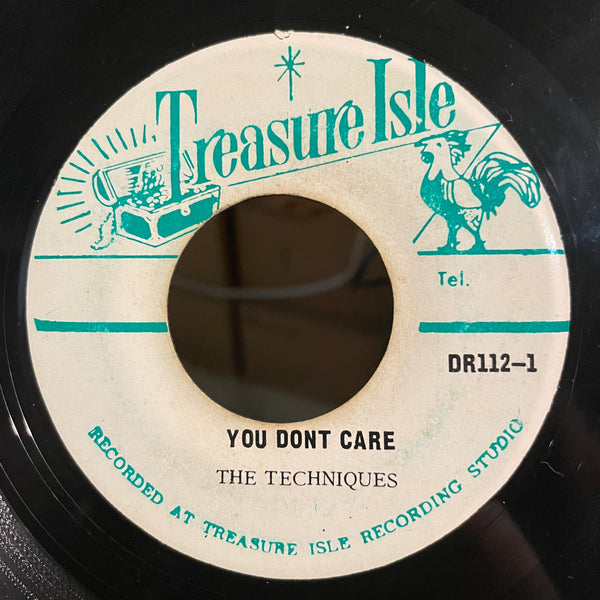 Treasure Isle
Tel.
DR112-1
YOU DONT CARE
THE TECHNIQUES
RECORDED AT TREASURE ISLE RECORDING STUDIO